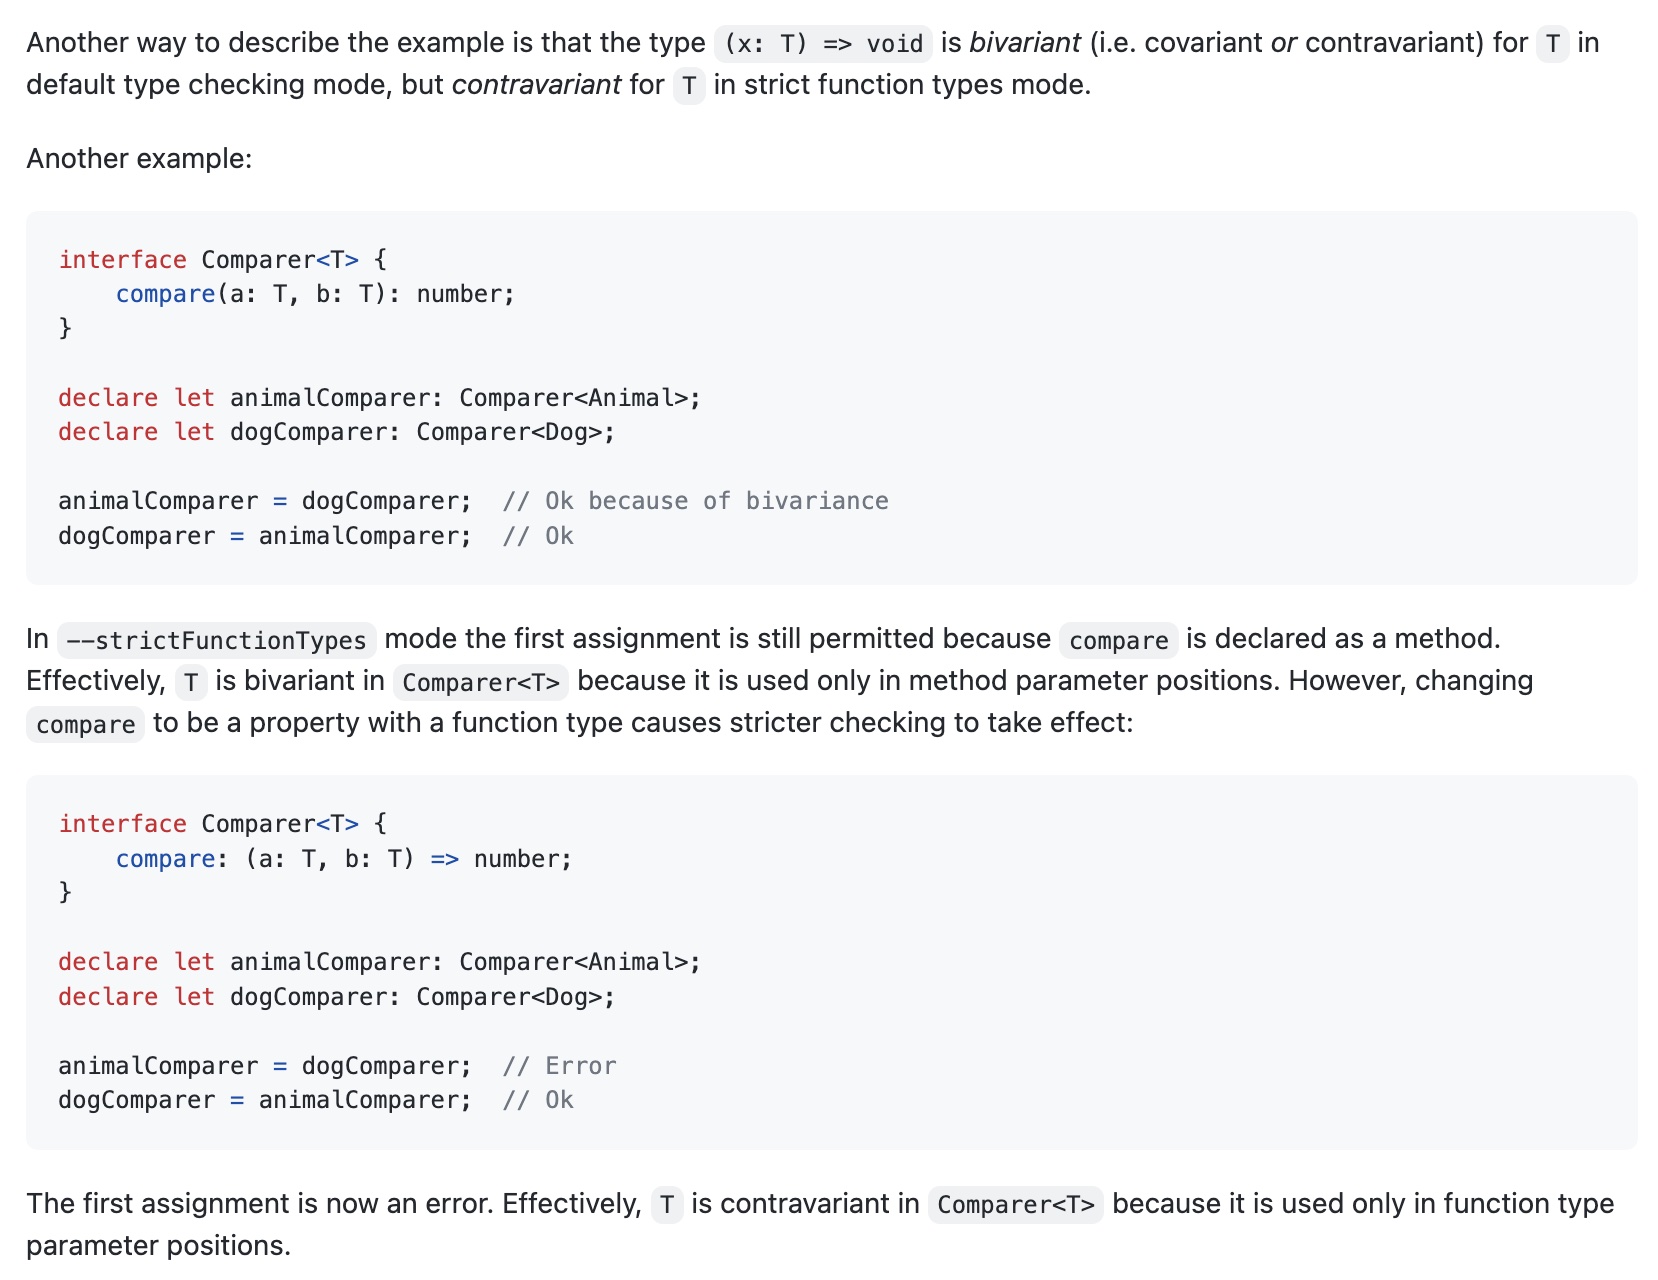 Another way to describe the example is that the type (x: T) => void is bivariant (i.e. covariant or contravariant) for T in
default type checking mode, but contravariant for T in strict function types mode.
Another example:
interface Comparer<T> {
    compare(a: T, b: T): number;
}
declare let animalComparer: Comparer<Animal>;
declare let dogComparer: Comparer<Dog>;
animalComparer = dogComparer;  // Ok because of bivariance
dogComparer = animalComparer;  // Ok
In --strictFunctionTypes mode the first assignment is still permitted because compare is declared as a method.
Effectively, T is bivariant in Comparer<T> because it is used only in method parameter positions. However, changing
compare to be a property with a function type causes stricter checking to take effect:
interface Comparer<T> {
    compare: (a: T, b: T) => number;
}
declare let animalComparer: Comparer<Animal>;
declare let dogComparer: Comparer<Dog>;
animalComparer = dogComparer;  // Error
dogComparer = animalComparer;  // Ok
The first assignment is now an error. Effectively, T is contravariant in Comparer<T> because it is used only in function type
parameter positions.